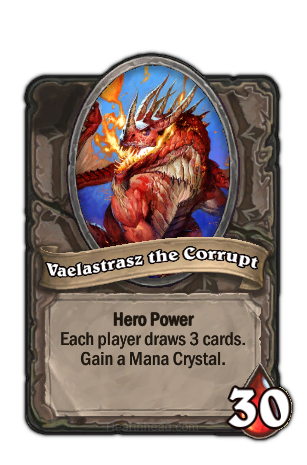 Vaelastrasz the Corrupt
Hero Power
Each player draws 3 cards.
Gain a Mana Crystal.
30